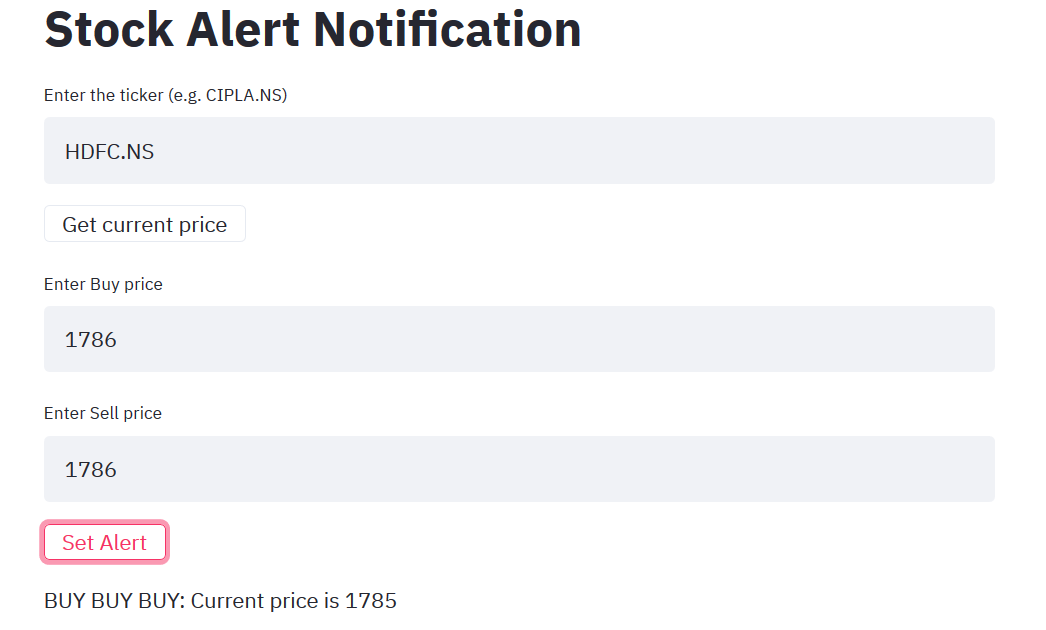 Stock Alert Notification
Enter the ticker (e.g. CIPLA.NS)
HDFC.NS
Get current price
Enter Buy price
1786
Enter Sell price
1786
Set Alert
BUY BUY BUY: Current price is 1785